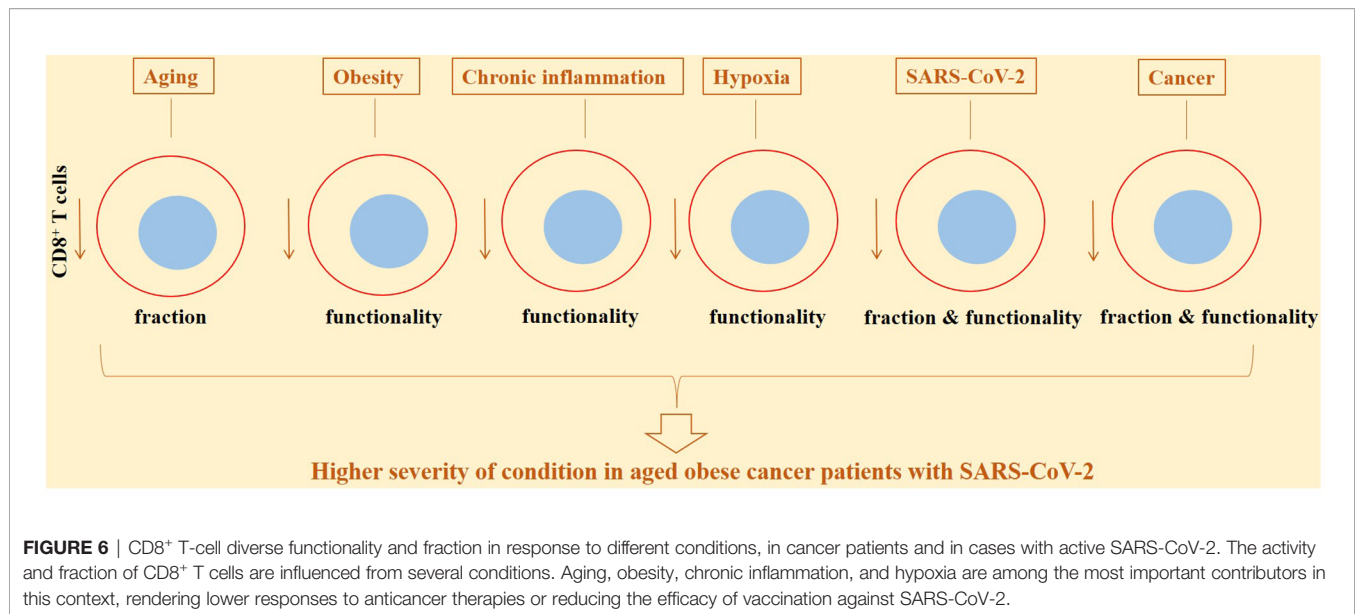 Aging Obesity Chronic inflammation Hypoxia SARS-CoV-2 Cancer
CD8⁺ T cells
fraction functionality functionality functionality fraction & functionality fraction & functionality
Higher severity of condition in aged obese cancer patients with SARS-CoV-2
FIGURE 6 | CD8⁺ T-cell diverse functionality and fraction in response to different conditions, in cancer patients and in cases with active SARS-CoV-2. The activity
and fraction of CD8⁺ T cells are influenced from several conditions. Aging, obesity, chronic inflammation, and hypoxia are among the most important contributors in
this context, rendering lower responses to anticancer therapies or reducing the efficacy of vaccination against SARS-CoV-2.